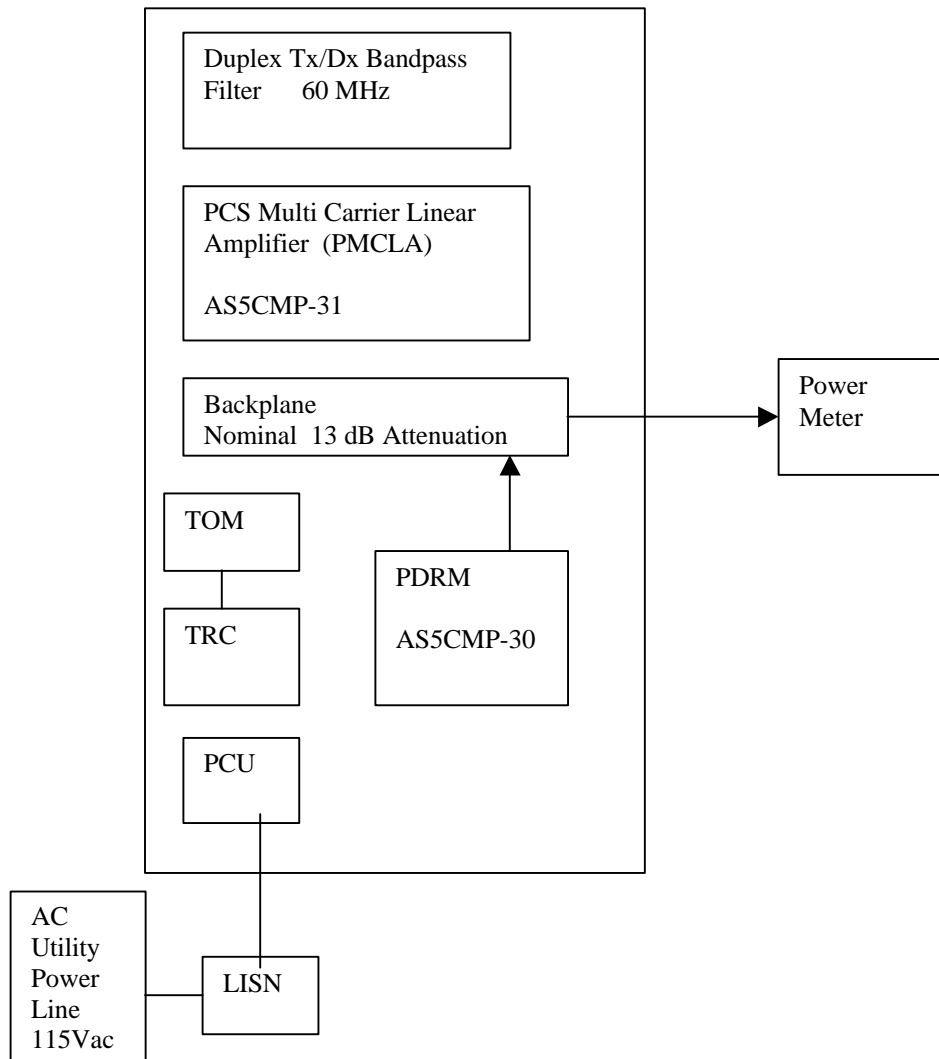 Duplex Tx/Dx Bandpass
Filter 60 MHz
PCS Multi Carrier Linear
Amplifier (PMCLA)
AS5CMP-31
Backplane
Nominal 13 dB Attenuation
Power
Meter
TOM
TRC
PDRM
AS5CMP-30
PCU
AC
Utility
Power
Line
115Vac
LISN